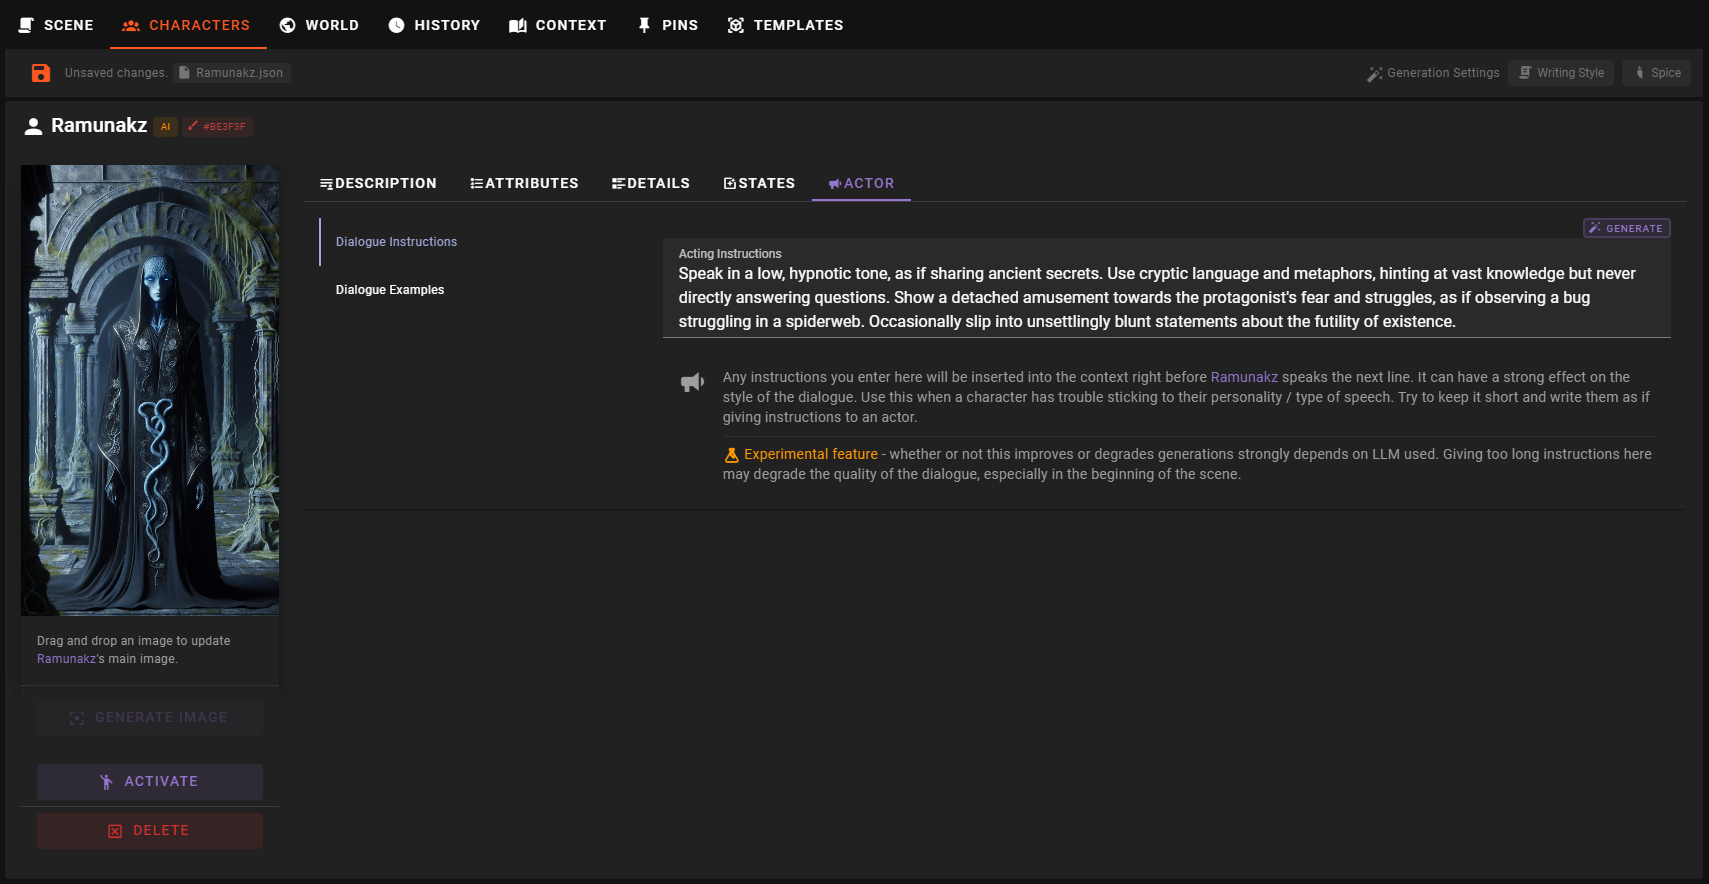 SCENE
CHARACTERS
WORLD
HISTORY
CONTEXT
PINS
TEMPLATES
Unsaved changes.
Ramunakz.json
Generation Settings
Writing Style
Spice
Ramunakz
AI
#BE3F3F
DESCRIPTION
ATTRIBUTES
DETAILS
STATES
ACTOR
Dialogue Instructions
Dialogue Examples
GENERATE
Acting Instructions
Speak in a low, hypnotic tone, as if sharing ancient secrets. Use cryptic language and metaphors, hinting at vast knowledge but never
directly answering questions. Show a detached amusement towards the protagonist's fear and struggles, as if observing a bug
struggling in a spiderweb. Occasionally slip into unsettlingly blunt statements about the futility of existence.
Any instructions you enter here will be inserted into the context right before Ramunakz speaks the next line. It can have a strong effect on the
style of the dialogue. Use this when a character has trouble sticking to their personality / type of speech. Try to keep it short and write them as if
giving instructions to an actor.
Experimental feature - whether or not this improves or degrades generations strongly depends on LLM used. Giving too long instructions here
may degrade the quality of the dialogue, especially in the beginning of the scene.
Drag and drop an image to update
Ramunakz's main image.
GENERATE IMAGE
ACTIVATE
DELETE